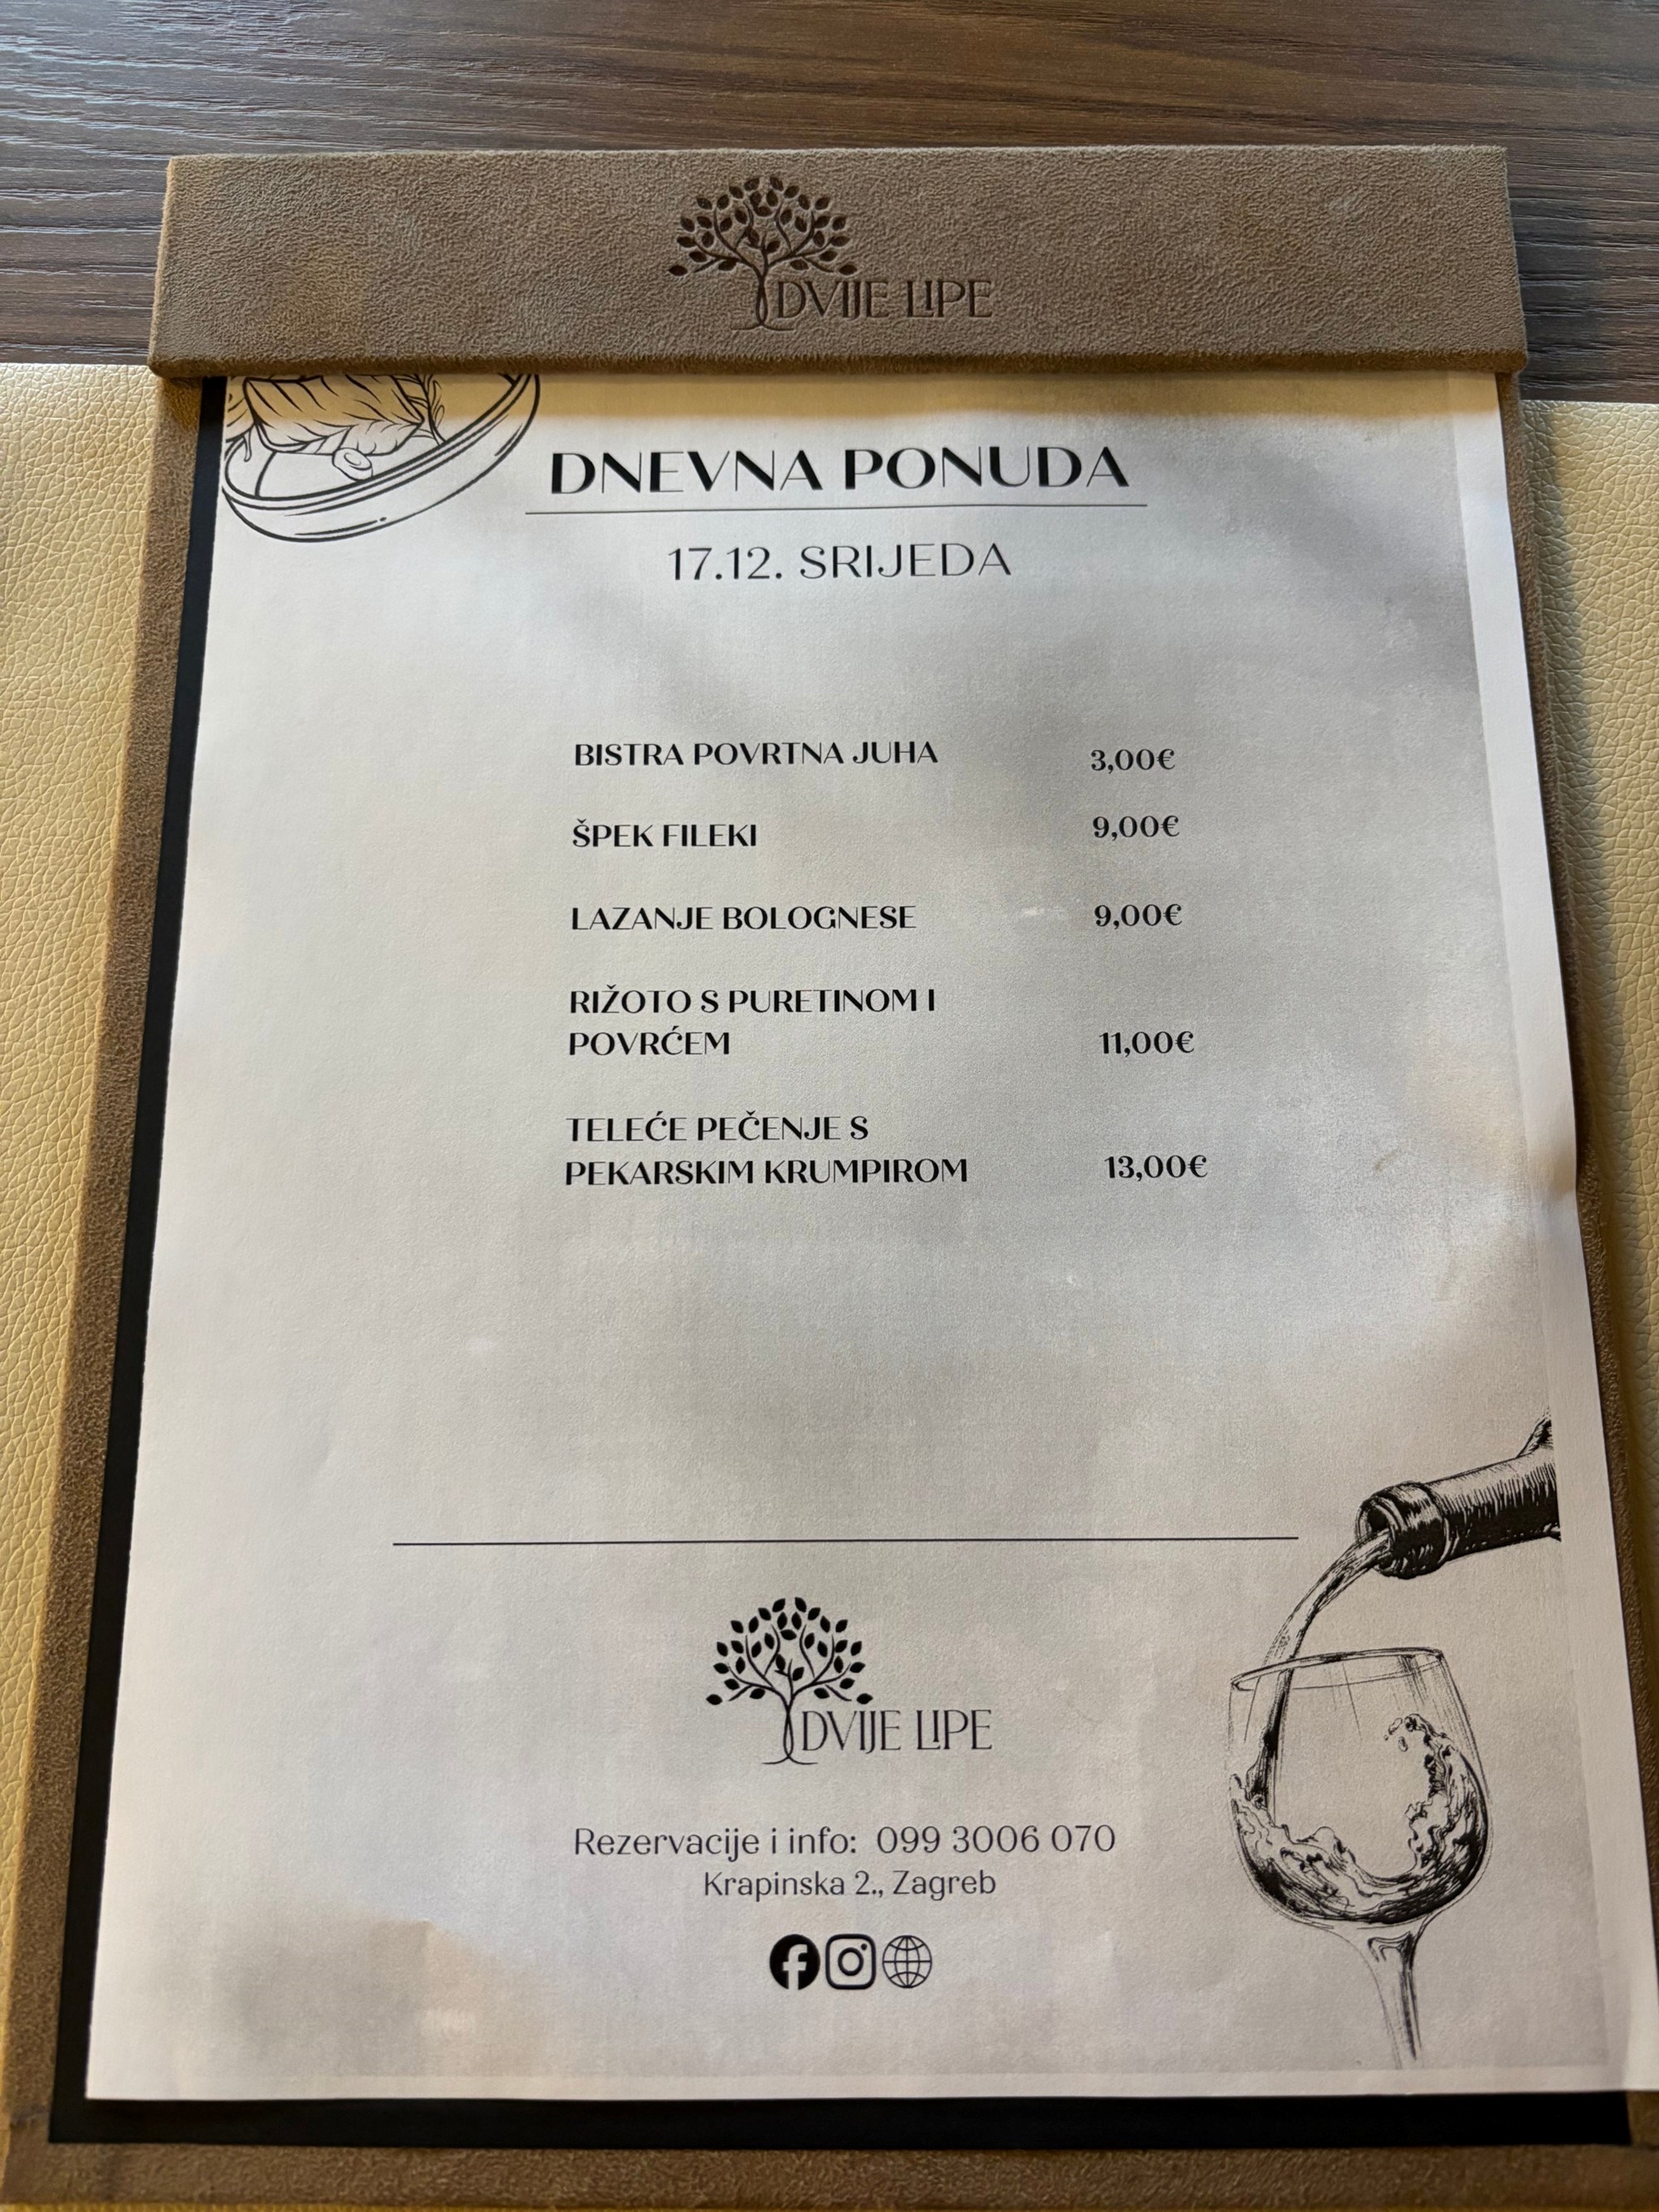 DVIJE LIPE
DNEVNA PONUDA
17.12. SRIJEDA
BISTRA POVRTNA JUHA 3,00€
ŠPEK FILEKI 9,00€
LAZANJE BOLOGNESE 9,00€
RIŽOTO S PURETINOM I
POVRĆEM 11,00€
TELEĆE PEČENJE S
PEKARSKIM KRUMPIROM 13,00€
DVIJE LIPE
Rezervacije i info: 099 3006 070
Krapinska 2., Zagreb